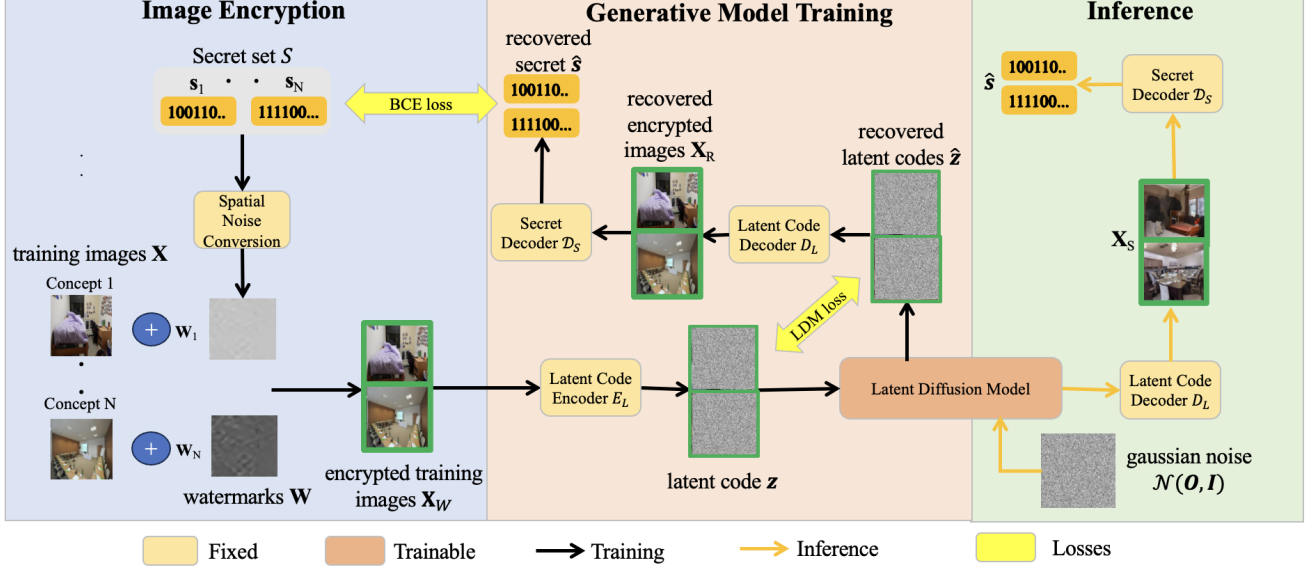 Image Encryption
Secret set S
s1 · · sN
100110.. 111100...
Spatial
Noise
Conversion
training images X
Concept 1
+ w1
Concept N
+ wN
watermarks W
encrypted training
images XW
Generative Model Training
recovered
secret ŝ
100110..
111100...
BCE loss
recovered
encrypted
images XR
recovered
latent codes ẑ
Secret
Decoder DS
Latent Code
Decoder DL
LDM loss
Latent Code
Encoder EL
latent code z
Latent Diffusion Model
Inference
ŝ
100110..
111100...
Secret
Decoder DS
XS
Latent Code
Decoder DL
gaussian noise
N(O, I)
Fixed
Trainable
Training
Inference
Losses